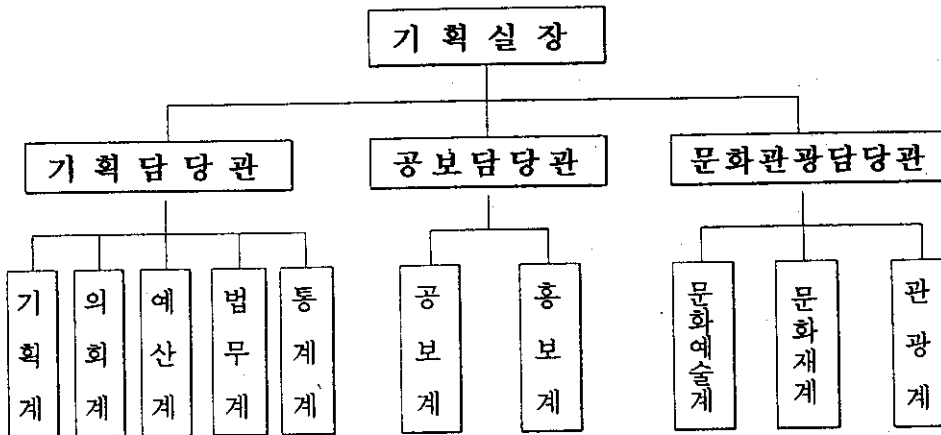 기획실장
기획담당관
공보담당관
문화관광담당관
기획계
의회계
예산계
법무계
통계계
공보계
홍보계
문화예술계
문화재계
관광계